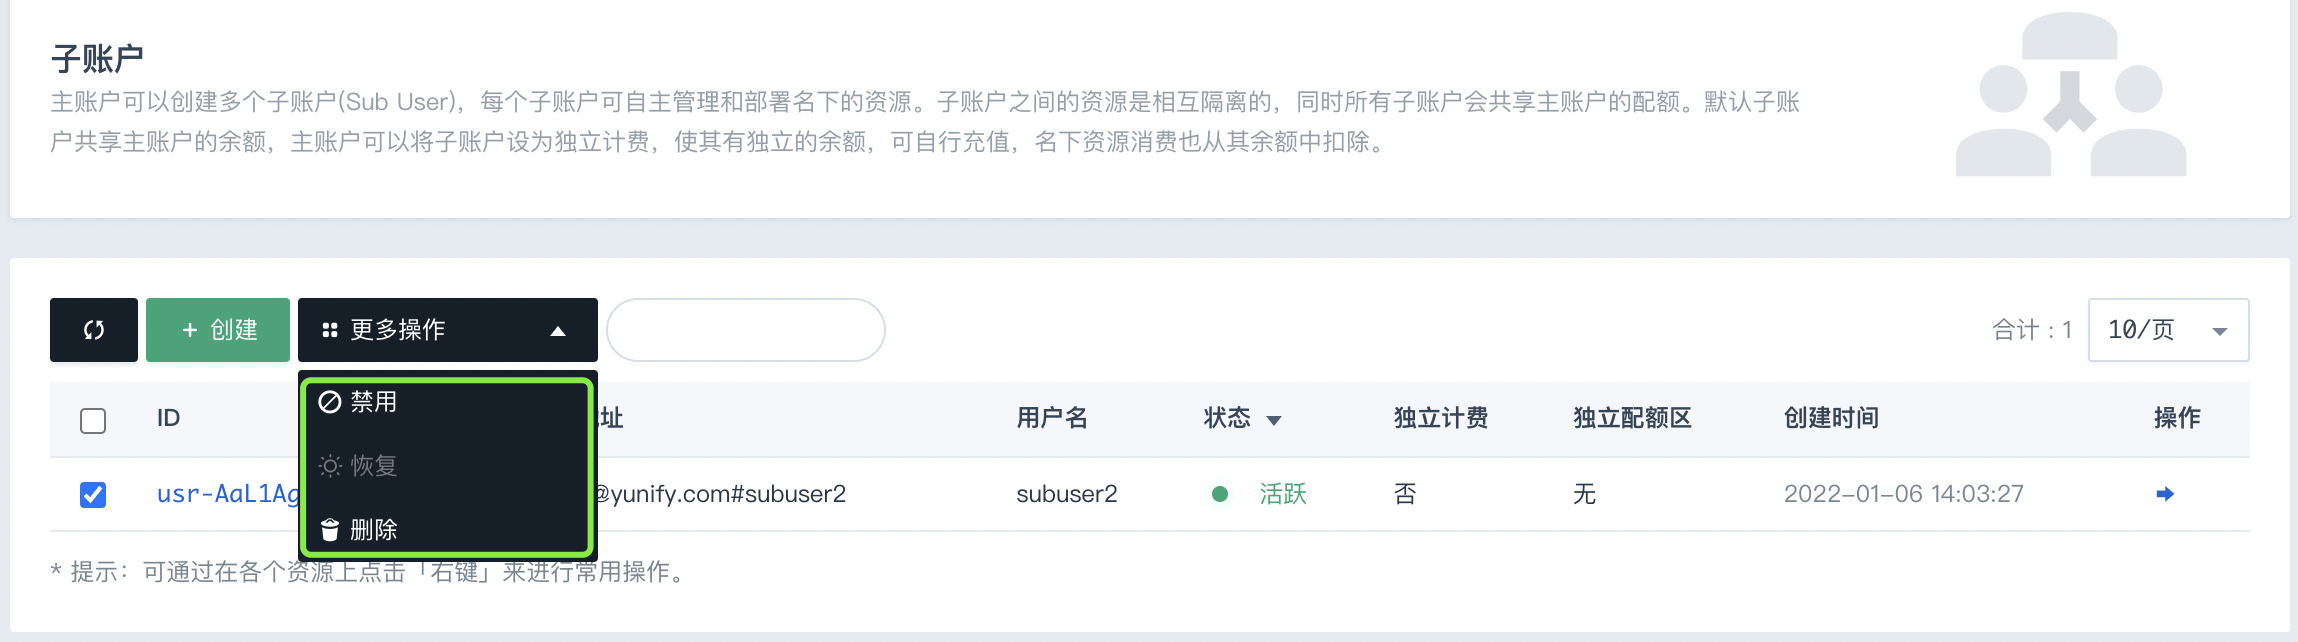 子账户
主账户可以创建多个子账户(Sub User)，每个子账户可自主管理和部署名下的资源。子账户之间的资源是相互隔离的，同时所有子账户会共享主账户的配额。默认子账
户共享主账户的余额，主账户可以将子账户设为独立计费，使其有独立的余额，可自行充值，名下资源消费也从其余额中扣除。
+ 创建 更多操作 合计：1 10/页
禁用
ID 址 用户名 状态 独立计费 独立配额区 创建时间 操作
恢复
usr-AaL1Ag @yunify.com#subuser2 subuser2 活跃 否 无 2022-01-06 14:03:27
删除
* 提示：可通过在各个资源上点击「右键」来进行常用操作。